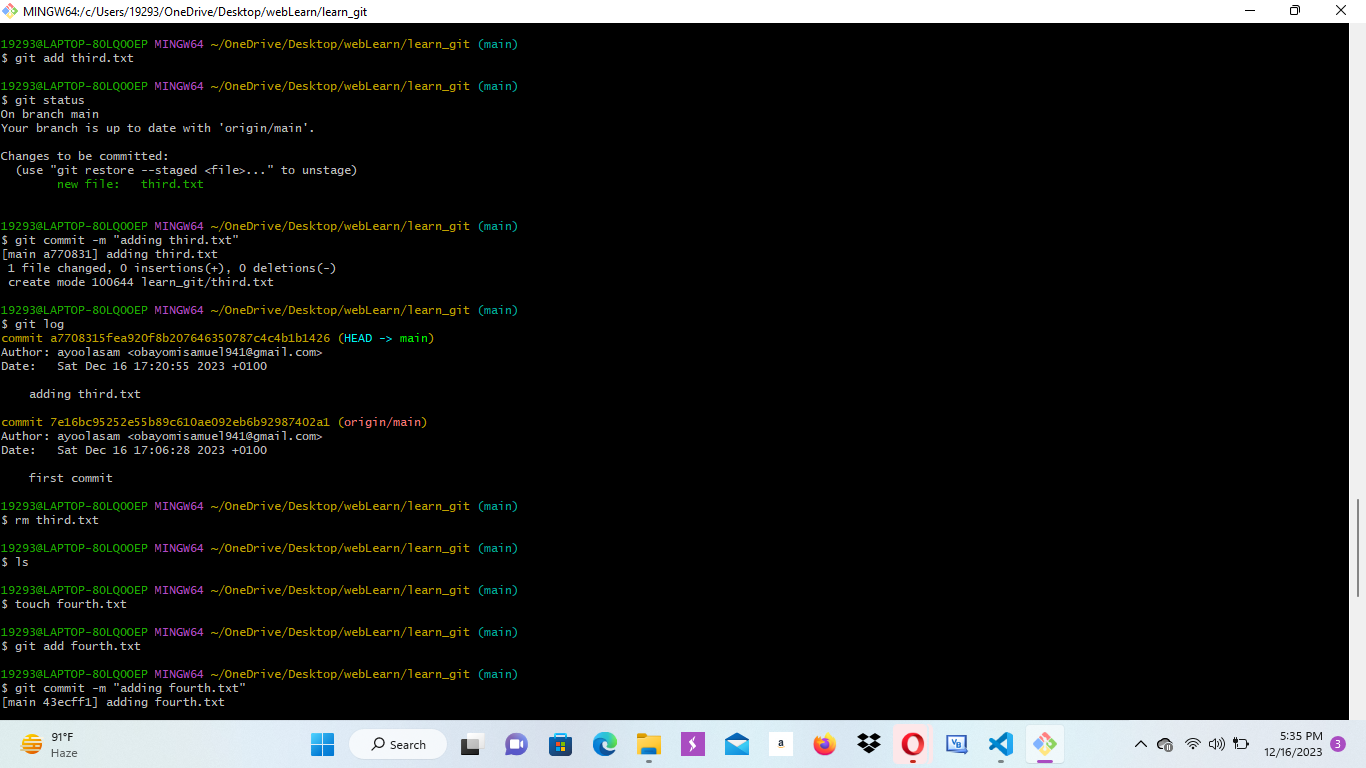 MINGW64:/c/Users/19293/OneDrive/Desktop/webLearn/learn_git
19293@LAPTOP-8OLQOOEP MINGW64 ~/OneDrive/Desktop/webLearn/learn_git (main)
$ git add third.txt
19293@LAPTOP-8OLQOOEP MINGW64 ~/OneDrive/Desktop/webLearn/learn_git (main)
$ git status
On branch main
Your branch is up to date with 'origin/main'.
Changes to be committed:
  (use "git restore --staged <file>..." to unstage)
        new file:   third.txt
19293@LAPTOP-8OLQOOEP MINGW64 ~/OneDrive/Desktop/webLearn/learn_git (main)
$ git commit -m "adding third.txt"
[main a770831] adding third.txt
 1 file changed, 0 insertions(+), 0 deletions(-)
 create mode 100644 learn_git/third.txt
19293@LAPTOP-8OLQOOEP MINGW64 ~/OneDrive/Desktop/webLearn/learn_git (main)
$ git log
commit a7708315fea920f8b207646350787c4c4b1b1426 (HEAD -> main)
Author: ayoolasam <obayomisamuel941@gmail.com>
Date:   Sat Dec 16 17:20:55 2023 +0100
    adding third.txt
commit 7e16bc95252e55b89c610ae092eb6b92987402a1 (origin/main)
Author: ayoolasam <obayomisamuel941@gmail.com>
Date:   Sat Dec 16 17:06:28 2023 +0100
    first commit
19293@LAPTOP-8OLQOOEP MINGW64 ~/OneDrive/Desktop/webLearn/learn_git (main)
$ rm third.txt
19293@LAPTOP-8OLQOOEP MINGW64 ~/OneDrive/Desktop/webLearn/learn_git (main)
$ ls
19293@LAPTOP-8OLQOOEP MINGW64 ~/OneDrive/Desktop/webLearn/learn_git (main)
$ touch fourth.txt
19293@LAPTOP-8OLQOOEP MINGW64 ~/OneDrive/Desktop/webLearn/learn_git (main)
$ git add fourth.txt
19293@LAPTOP-8OLQOOEP MINGW64 ~/OneDrive/Desktop/webLearn/learn_git (main)
$ git commit -m "adding fourth.txt"
[main 43ecff1] adding fourth.txt
91°F
Haze
Search
a
VB
5:35 PM
12/16/2023
3